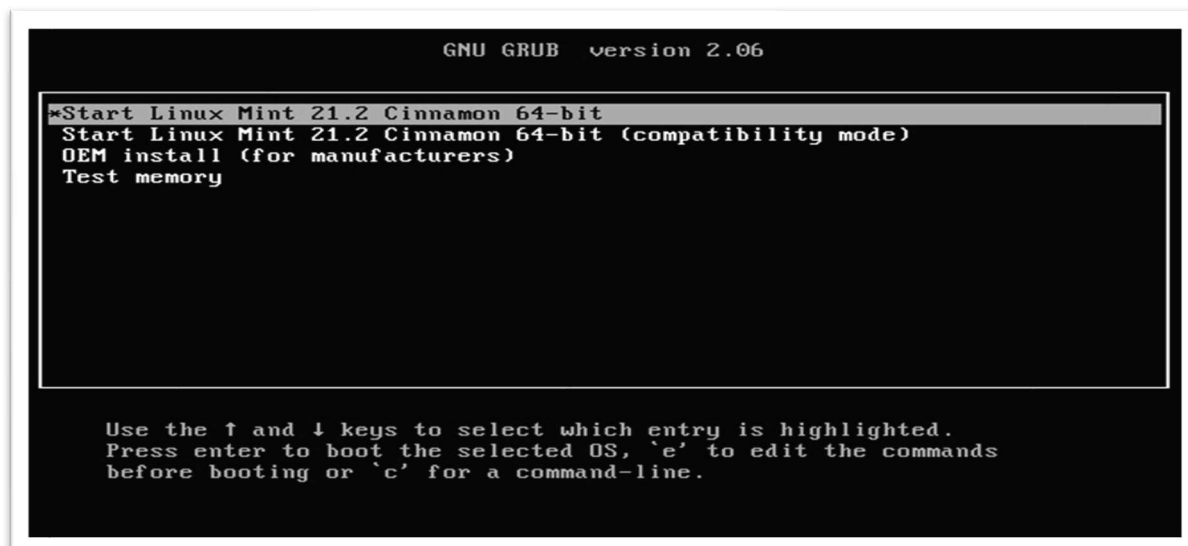 GNU GRUB version 2.06
*Start Linux Mint 21.2 Cinnamon 64-bit
Start Linux Mint 21.2 Cinnamon 64-bit (compatibility mode)
OEM install (for manufacturers)
Test memory
Use the ↑ and ↓ keys to select which entry is highlighted.
Press enter to boot the selected OS, `e' to edit the commands
before booting or `c' for a command-line.